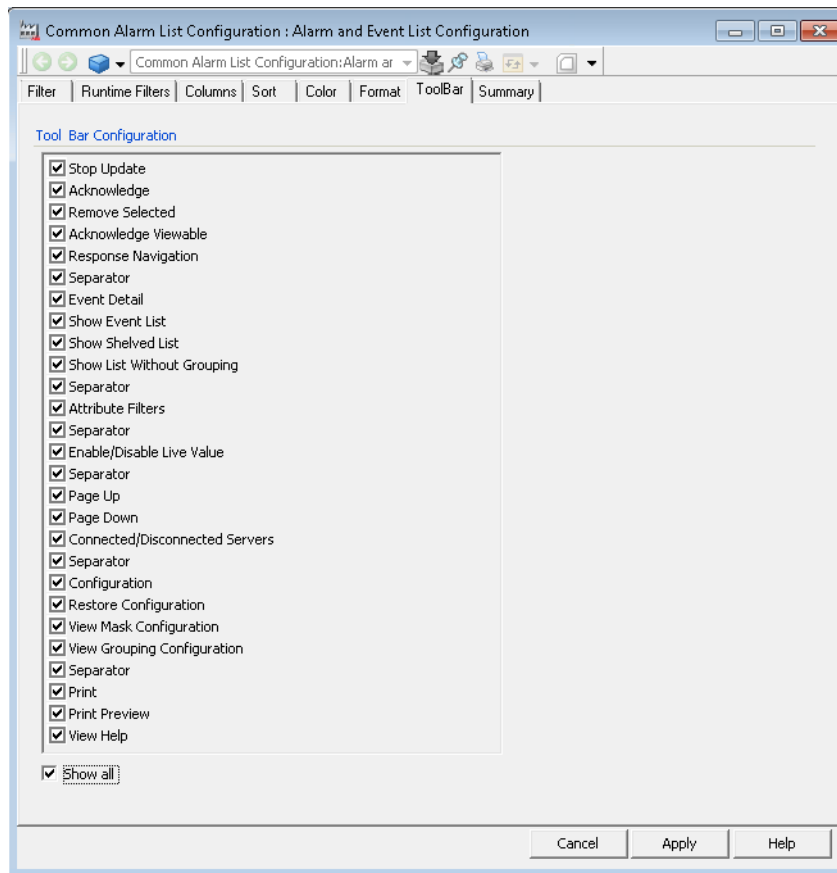 Common Alarm List Configuration : Alarm and Event List Configuration
Common Alarm List Configuration:Alarm ar
Filter Runtime Filters Columns Sort Color Format ToolBar Summary
Tool Bar Configuration
Stop Update
Acknowledge
Remove Selected
Acknowledge Viewable
Response Navigation
Separator
Event Detail
Show Event List
Show Shelved List
Show List Without Grouping
Separator
Attribute Filters
Separator
Enable/Disable Live Value
Separator
Page Up
Page Down
Connected/Disconnected Servers
Separator
Configuration
Restore Configuration
View Mask Configuration
View Grouping Configuration
Separator
Print
Print Preview
View Help
Show all
Cancel Apply Help